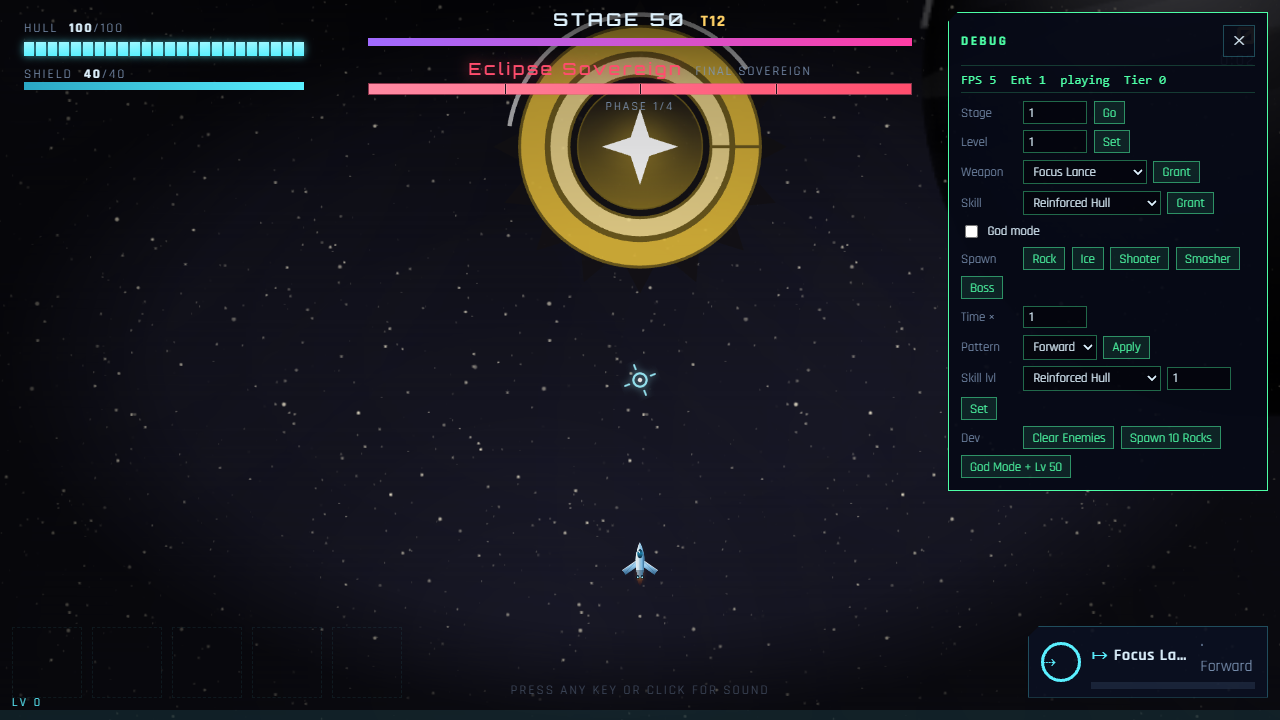 HULL 100/100
SHIELD 40/40
STAGE 50 T12
Eclipse Sovereign FINAL SOVEREIGN
PHASE 1/4
DEBUG
×
FPS 5 Ent 1 playing Tier 0
Stage 1 Go
Level 1 Set
Weapon Focus Lance Grant
Skill Reinforced Hull Grant
God mode
Spawn Rock Ice Shooter Smasher
Boss
Time × 1
Pattern Forward Apply
Skill lvl Reinforced Hull 1
Set
Dev Clear Enemies Spawn 10 Rocks
God Mode + Lv 50
↦ Focus La... · Forward
PRESS ANY KEY OR CLICK FOR SOUND
LV 0